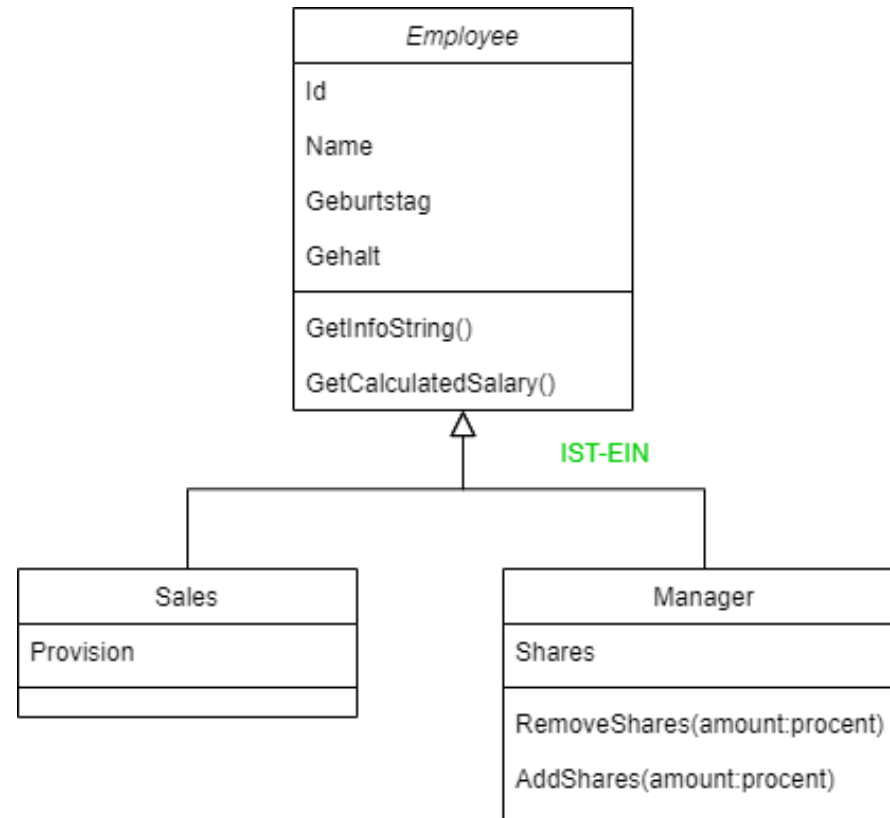 Employee
Id
Name
Geburtstag
Gehalt
GetInfoString()
GetCalculatedSalary()
IST-EIN
Sales
Provision
Manager
Shares
RemoveShares(amount:procent)
AddShares(amount:procent)